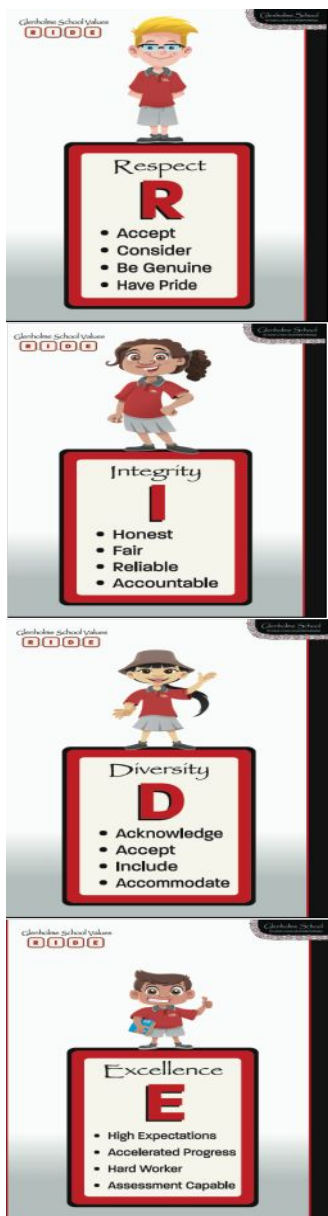 Glenholme School Values
R I D E
Glenholme School
Respect
R
• Accept
• Consider
• Be Genuine
• Have Pride
Glenholme School Values
R I D E
Glenholme School
Integrity
I
• Honest
• Fair
• Reliable
• Accountable
Glenholme School Values
R I D E
Glenholme School
Diversity
D
• Acknowledge
• Accept
• Include
• Accommodate
Glenholme School Values
R I D E
Glenholme School
Excellence
E
• High Expectations
• Accelerated Progress
• Hard Worker
• Assessment Capable